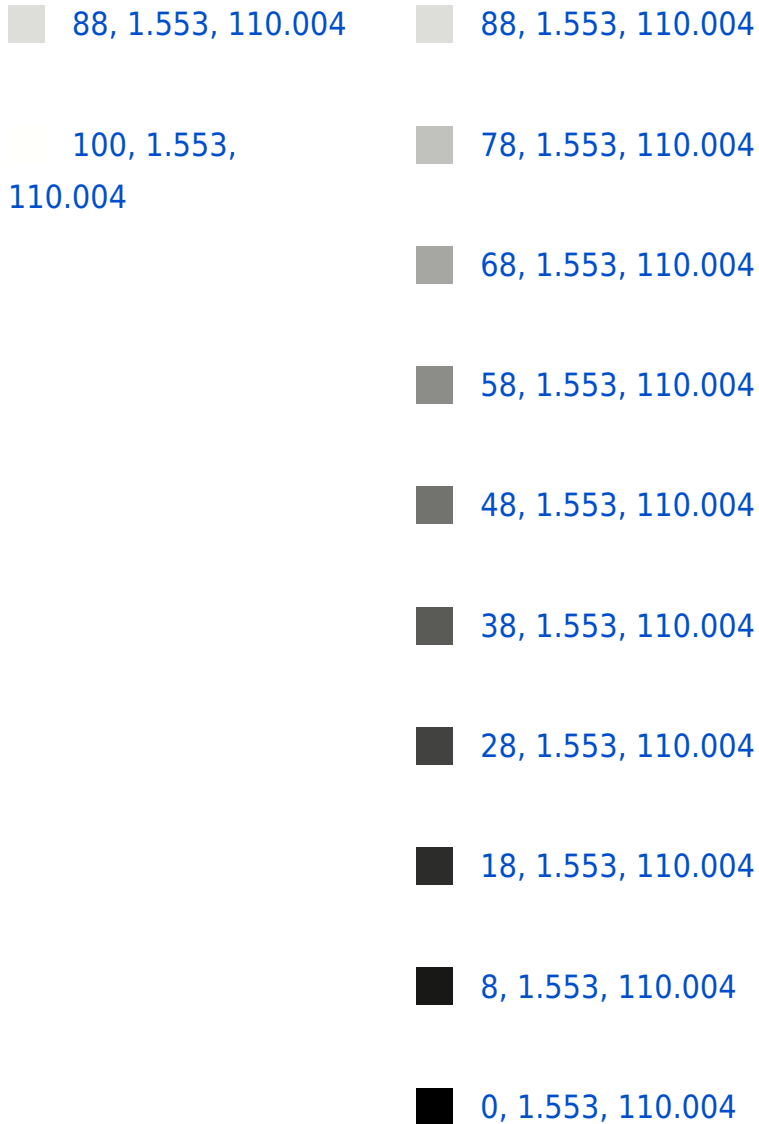 88, 1.553, 110.004
100, 1.553,
110.004
88, 1.553, 110.004
78, 1.553, 110.004
68, 1.553, 110.004
58, 1.553, 110.004
48, 1.553, 110.004
38, 1.553, 110.004
28, 1.553, 110.004
18, 1.553, 110.004
8, 1.553, 110.004
0, 1.553, 110.004